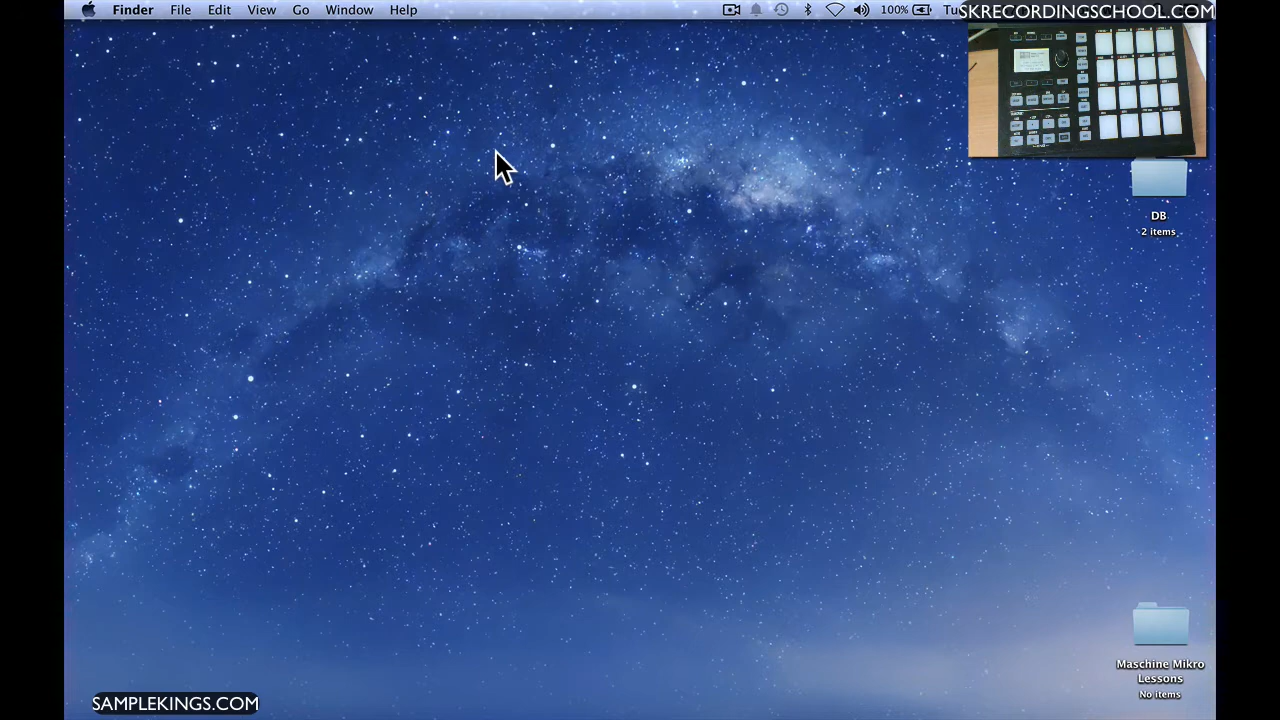 Finder File Edit View Go Window Help 100% Tu
SKRECORDINGSCHOOL.COM
DB
2 items
Maschine Mikro
Lessons
No items
SAMPLEKINGS.COM